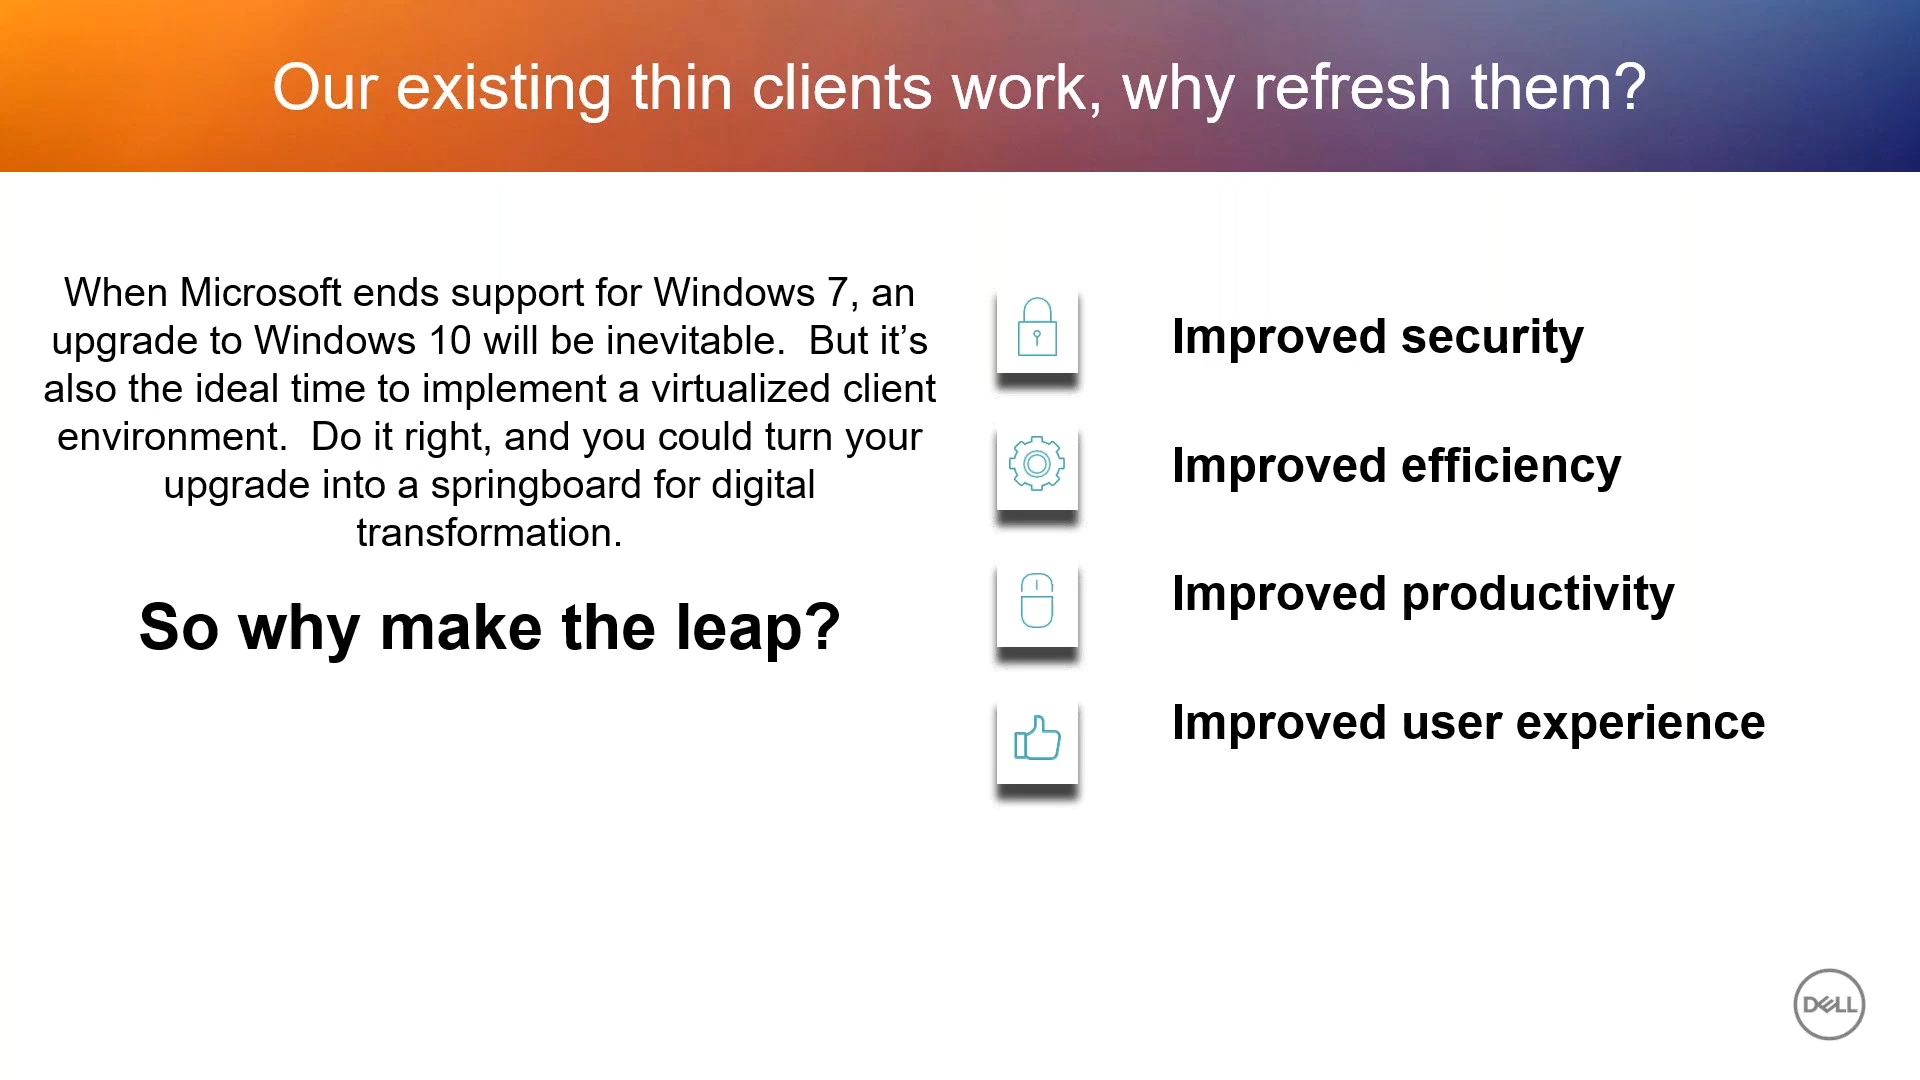 Our existing thin clients work, why refresh them?
When Microsoft ends support for Windows 7, an
upgrade to Windows 10 will be inevitable.  But it’s
also the ideal time to implement a virtualized client
environment.  Do it right, and you could turn your
upgrade into a springboard for digital
transformation.
So why make the leap?
Improved security
Improved efficiency
Improved productivity
Improved user experience
DELL